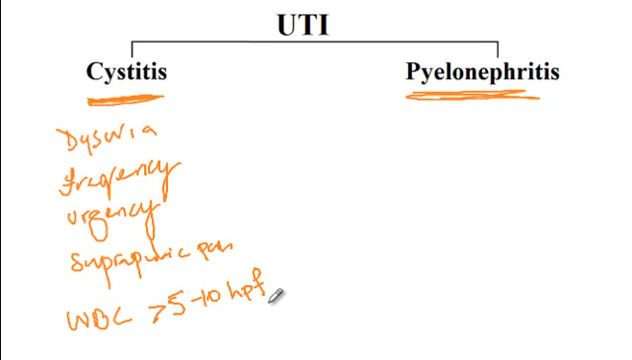 UTI
Cystitis Pyelonephritis
Dysuria
frequency
urgency
Suprapubic pain
WBC >5-10 hpf